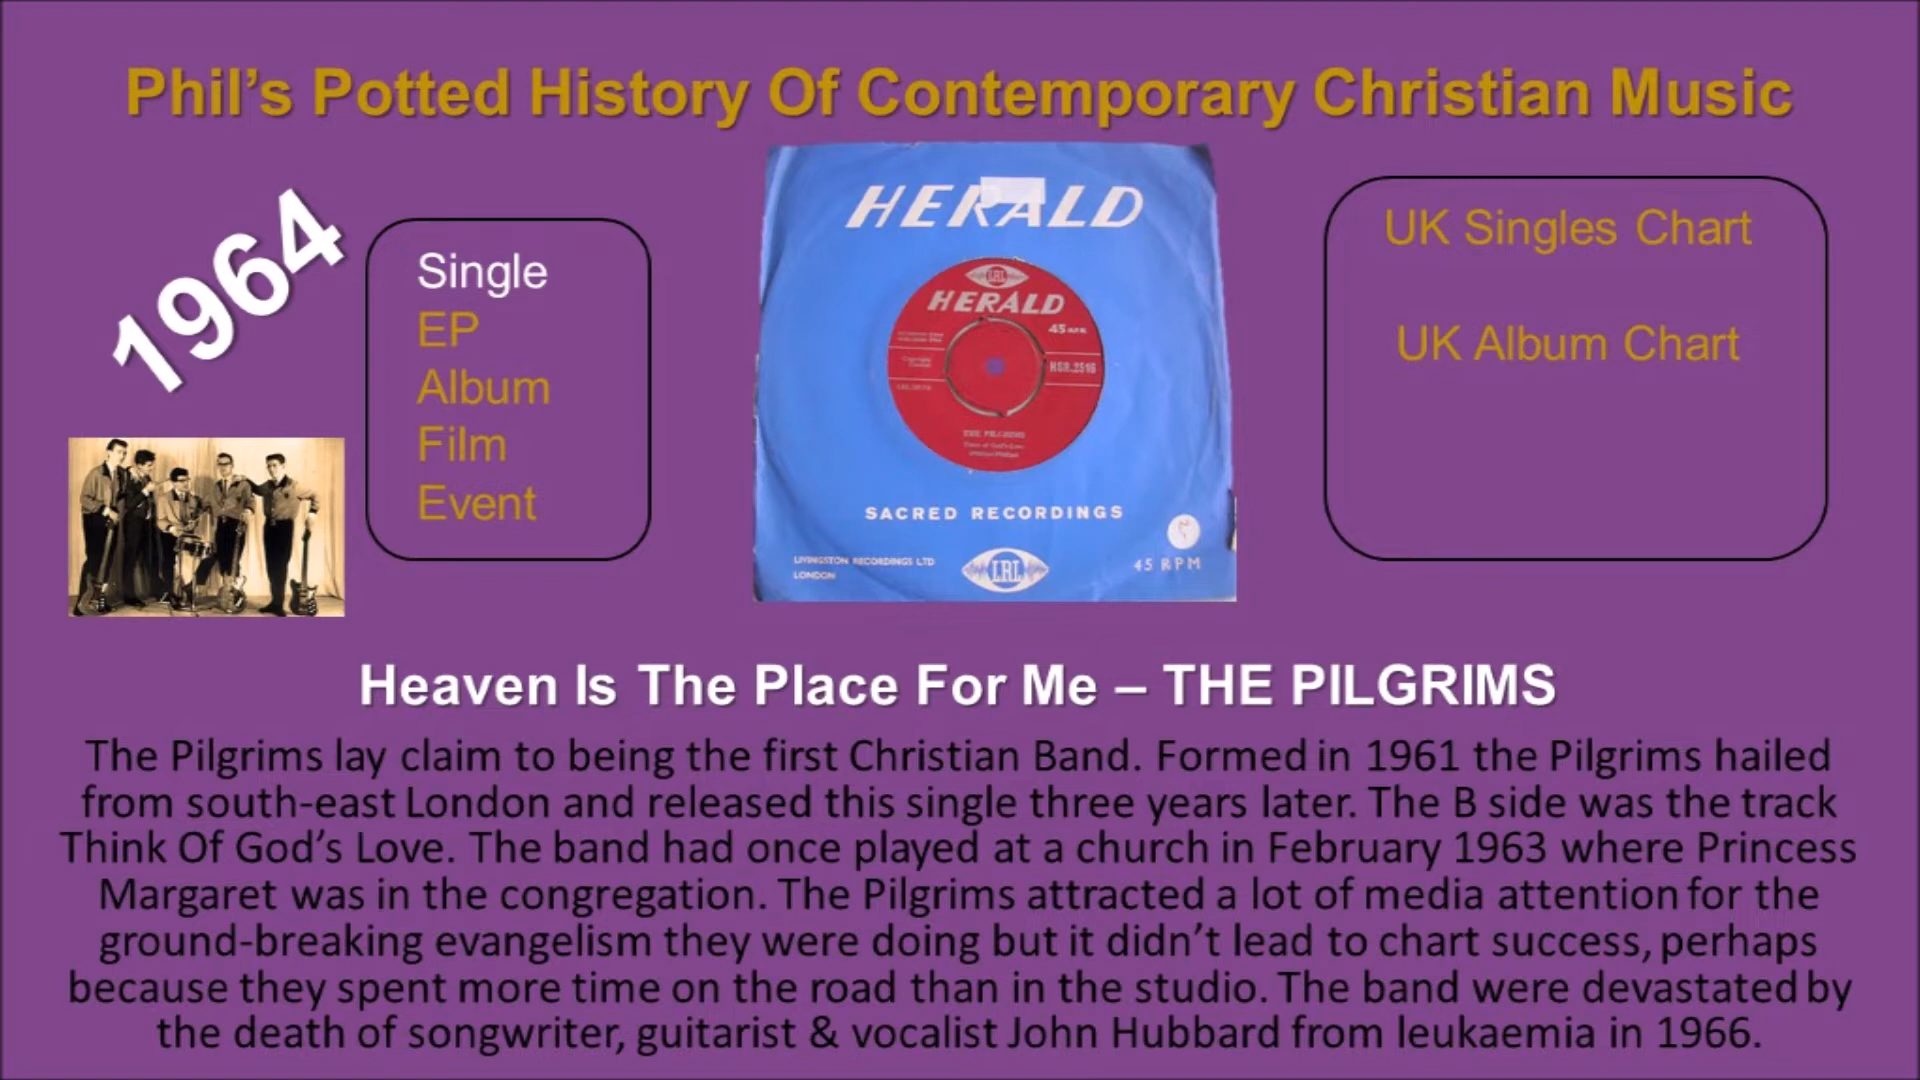 Phil's Potted History Of Contemporary Christian Music
1964
Single
EP
Album
Film
Event
HERALD
LRL
HERALD
45 R.P.M.
HSR.2516
THE PILGRIMS
SACRED RECORDINGS
LIVINGSTON RECORDINGS LTD
LONDON
LRL
45 RPM
UK Singles Chart
UK Album Chart
Heaven Is The Place For Me – THE PILGRIMS
The Pilgrims lay claim to being the first Christian Band. Formed in 1961 the Pilgrims hailed
from south-east London and released this single three years later. The B side was the track
Think Of God's Love. The band had once played at a church in February 1963 where Princess
Margaret was in the congregation. The Pilgrims attracted a lot of media attention for the
ground-breaking evangelism they were doing but it didn't lead to chart success, perhaps
because they spent more time on the road than in the studio. The band were devastated by
the death of songwriter, guitarist & vocalist John Hubbard from leukaemia in 1966.